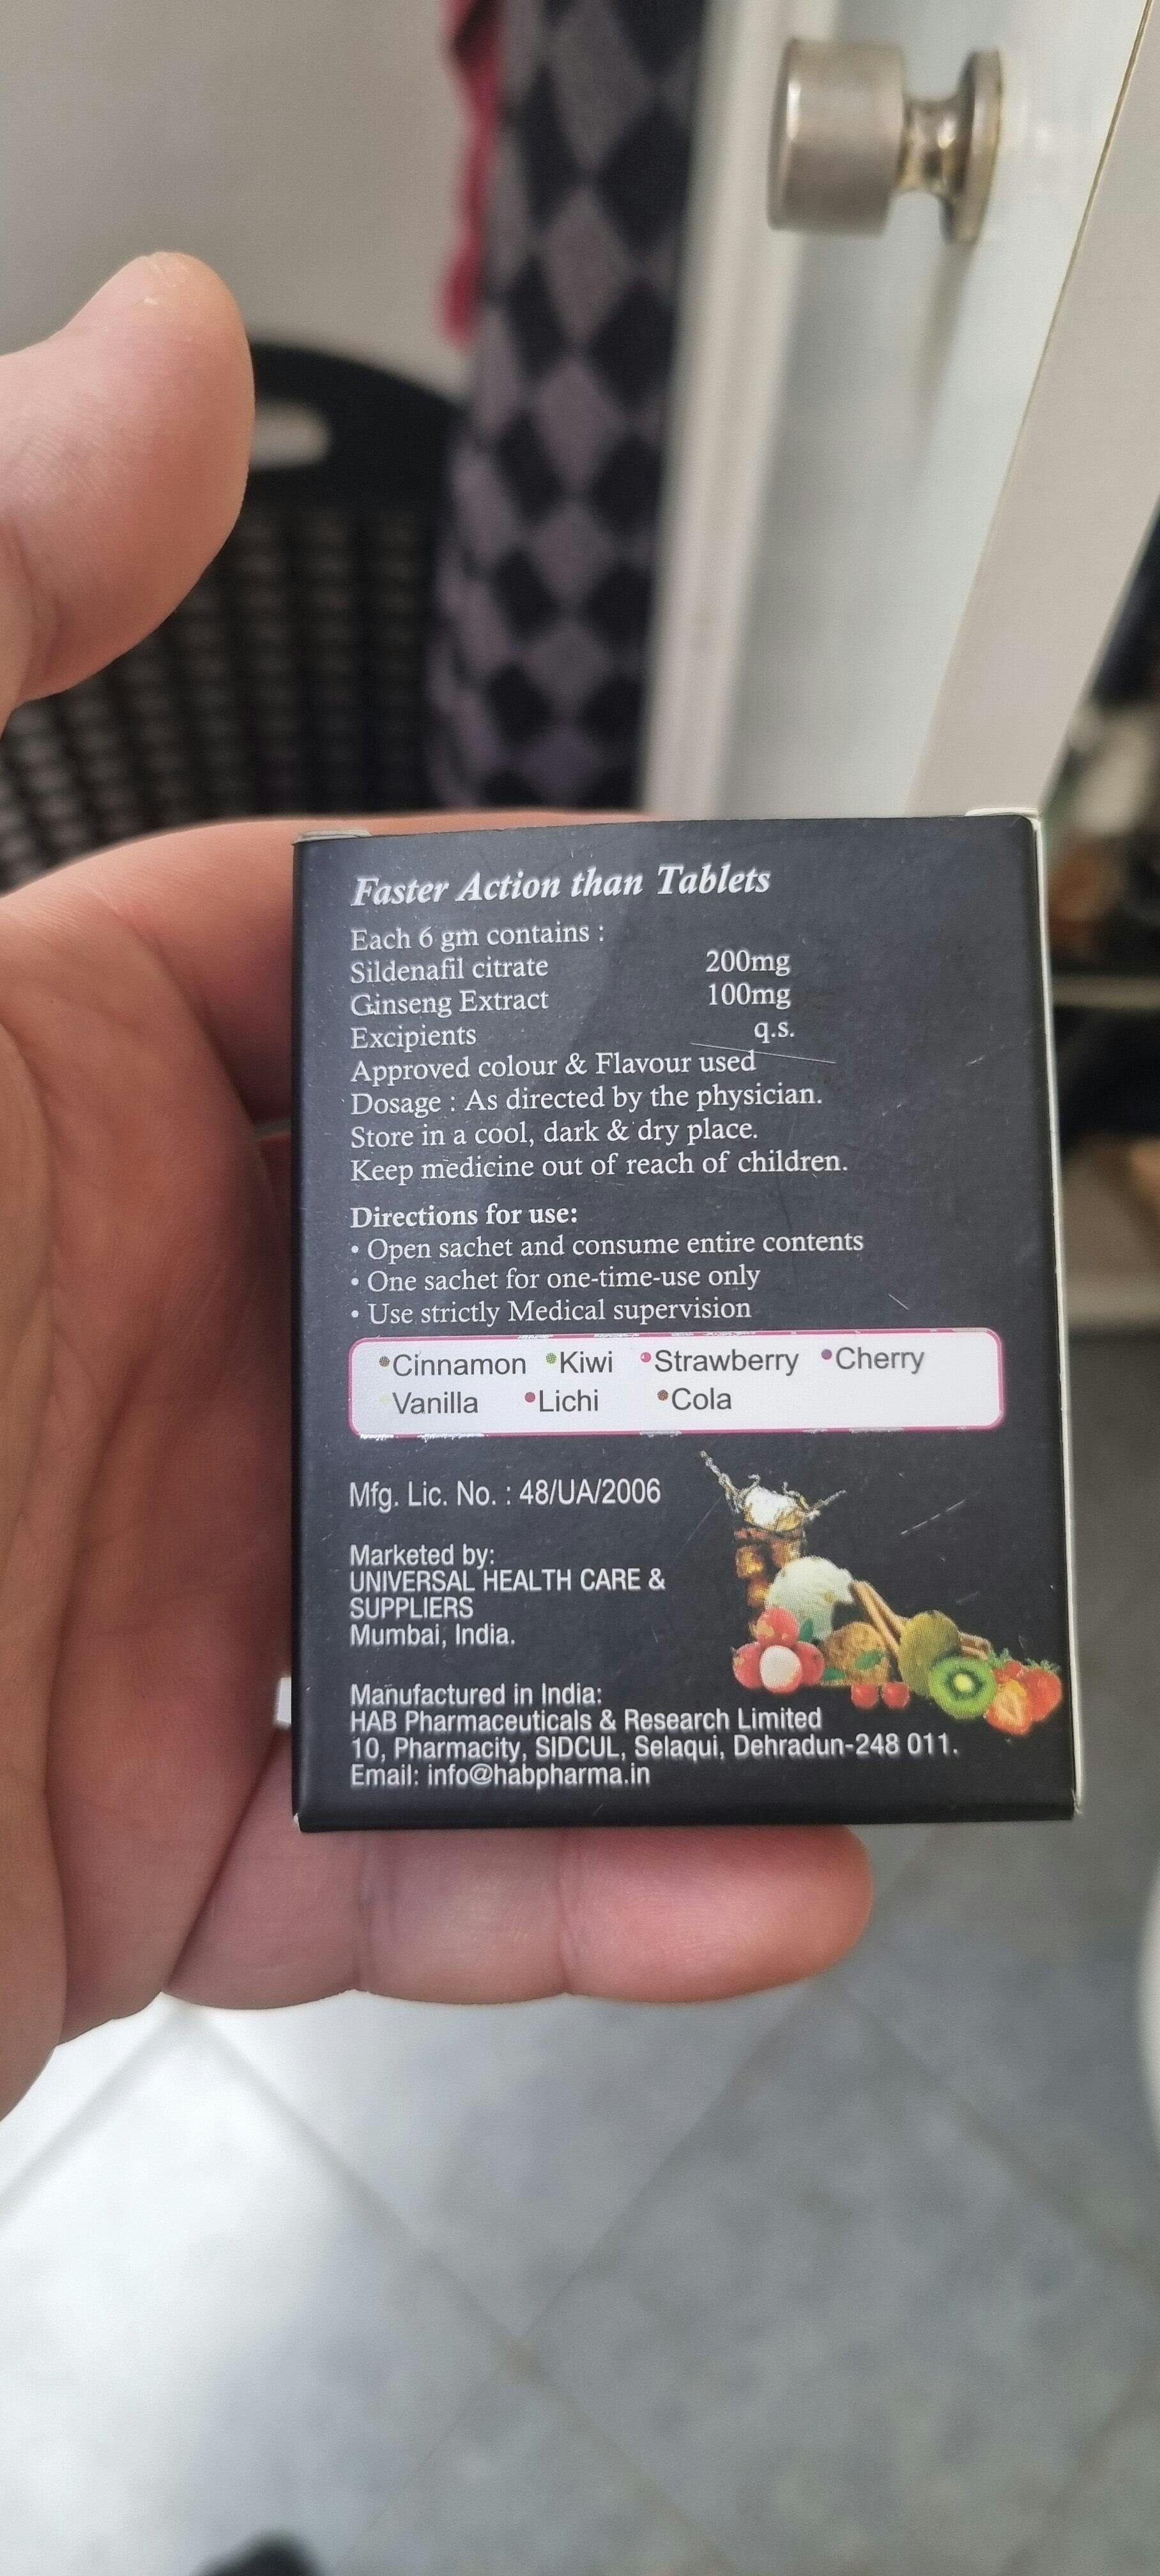 Faster Action than Tablets
Each 6 gm contains :
Sildenafil citrate 200mg
Ginseng Extract 100mg
Excipients q.s.
Approved colour & Flavour used
Dosage : As directed by the physician.
Store in a cool, dark & dry place.
Keep medicine out of reach of children.
Directions for use:
• Open sachet and consume entire contents
• One sachet for one-time-use only
• Use strictly Medical supervision
•Cinnamon •Kiwi •Strawberry •Cherry
•Vanilla •Lichi •Cola
Mfg. Lic. No. : 48/UA/2006
Marketed by:
UNIVERSAL HEALTH CARE &
SUPPLIERS
Mumbai, India.
Manufactured in India:
HAB Pharmaceuticals & Research Limited
10, Pharmacity, SIDCUL, Selaqui, Dehradun-248 011.
Email: info@habpharma.in